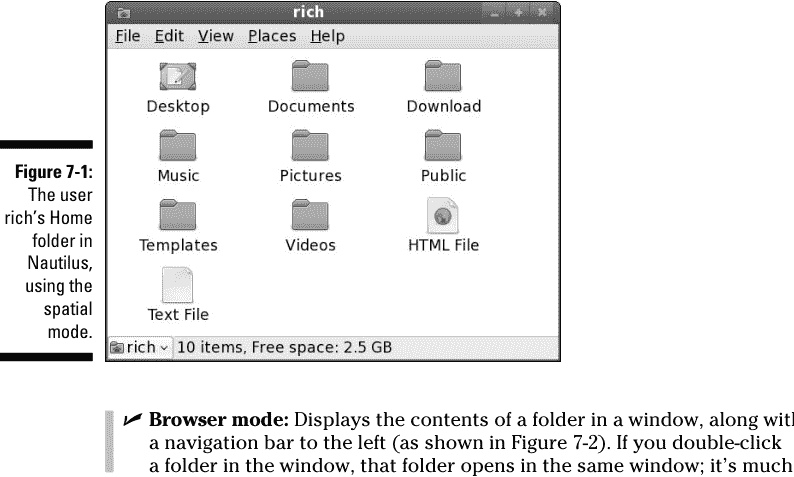 rich
File Edit View Places Help
Desktop Documents Download
Music Pictures Public
Templates Videos HTML File
Text File
rich 10 items, Free space: 2.5 GB
Figure 7-1:
The user
rich's Home
folder in
Nautilus,
using the
spatial
mode.
Browser mode: Displays the contents of a folder in a window, along with
a navigation bar to the left (as shown in Figure 7-2). If you double-click
a folder in the window, that folder opens in the same window; it's much